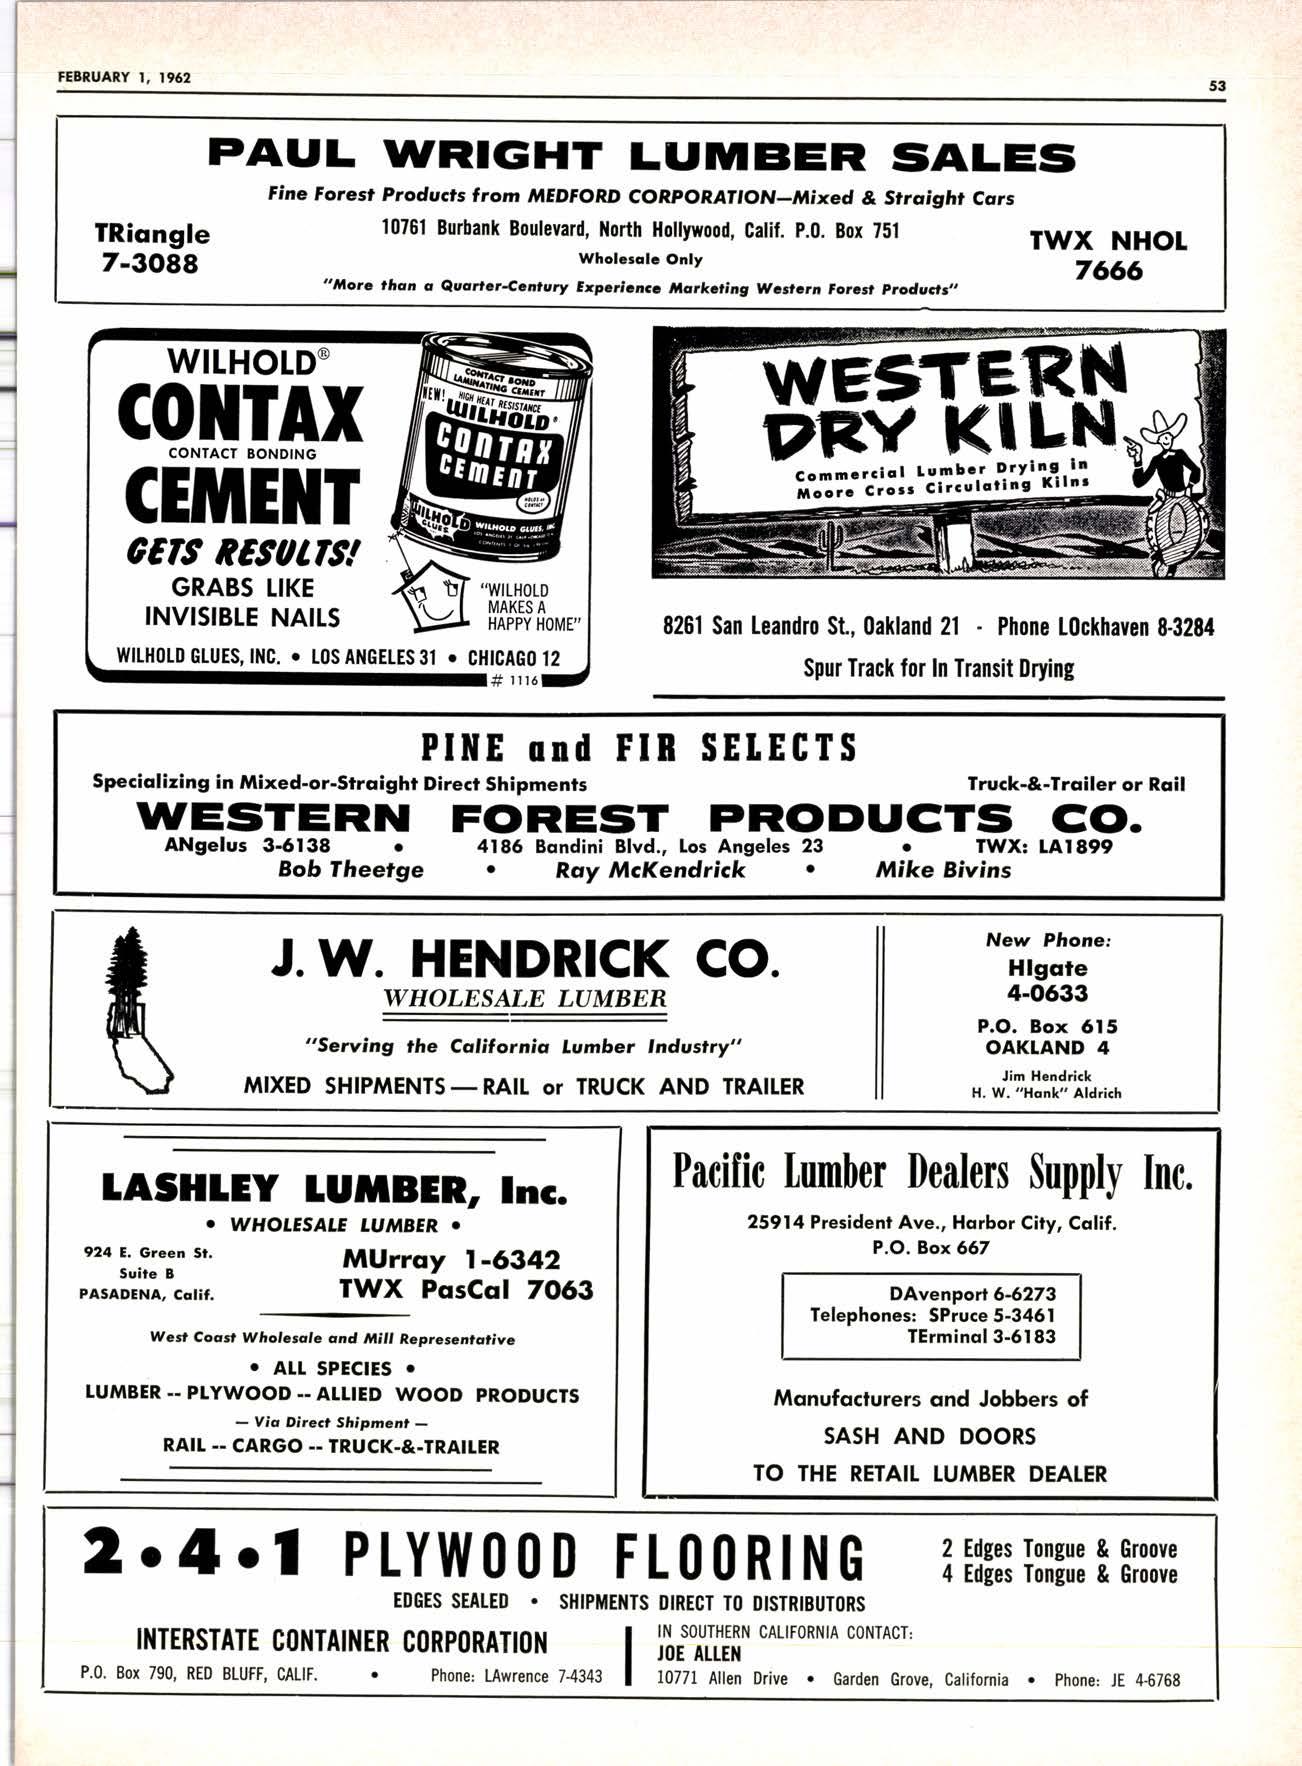 FEBRUARY 1, 1962
53
PAUL WRIGHT LUMBER SALES
Fine Forest Products from MEDFORD CORPORATION—Mixed & Straight Cars
TRiangle
7-3088
10761 Burbank Boulevard, North Hollywood, Calif. P.O. Box 751
Wholesale Only
"More than a Quarter-Century Experience Marketing Western Forest Products"
TWX NHOL
7666
WILHOLD®
CONTAX
CONTACT BONDING
CEMENT
GETS RESULTS!
GRABS LIKE
INVISIBLE NAILS
CONTACT BOND
LAMINATING CEMENT
NEW! HIGH HEAT RESISTANCE
WILHOLD®
CONTAX
CEMENT
HOLDS ON
CONTACT
WILHOLD
GLUES
WILHOLD GLUES, INC.
"WILHOLD
MAKES A
HAPPY HOME"
WILHOLD GLUES, INC. • LOS ANGELES 31 • CHICAGO 12
# 1116
WESTERN
DRY KILN
Commercial Lumber Drying in
Moore Cross Circulating Kilns
8261 San Leandro St., Oakland 21 - Phone LOckhaven 8-3284
Spur Track for In Transit Drying
PINE and FIR SELECTS
Specializing in Mixed-or-Straight Direct Shipments Truck-&-Trailer or Rail
WESTERN FOREST PRODUCTS CO.
ANgelus 3-6138 • 4186 Bandini Blvd., Los Angeles 23 • TWX: LA1899
Bob Theetge • Ray McKendrick • Mike Bivins
J. W. HENDRICK CO.
WHOLESALE LUMBER
"Serving the California Lumber Industry"
MIXED SHIPMENTS — RAIL or TRUCK AND TRAILER
New Phone:
HIgate
4-0633
P.O. Box 615
OAKLAND 4
Jim Hendrick
H. W. "Hank" Aldrich
LASHLEY LUMBER, Inc.
• WHOLESALE LUMBER •
924 E. Green St.
Suite B
PASADENA, Calif.
MUrray 1-6342
TWX PasCal 7063
West Coast Wholesale and Mill Representative
• ALL SPECIES •
LUMBER -- PLYWOOD -- ALLIED WOOD PRODUCTS
— Via Direct Shipment —
RAIL -- CARGO -- TRUCK-&-TRAILER
Pacific Lumber Dealers Supply Inc.
25914 President Ave., Harbor City, Calif.
P.O. Box 667
DAvenport 6-6273
Telephones: SPruce 5-3461
TErminal 3-6183
Manufacturers and Jobbers of
SASH AND DOORS
TO THE RETAIL LUMBER DEALER
2•4•1 PLYWOOD FLOORING
2 Edges Tongue & Groove
4 Edges Tongue & Groove
EDGES SEALED • SHIPMENTS DIRECT TO DISTRIBUTORS
INTERSTATE CONTAINER CORPORATION
P.O. Box 790, RED BLUFF, CALIF. • Phone: LAwrence 7-4343
IN SOUTHERN CALIFORNIA CONTACT:
JOE ALLEN
10771 Allen Drive • Garden Grove, California • Phone: JE 4-6768